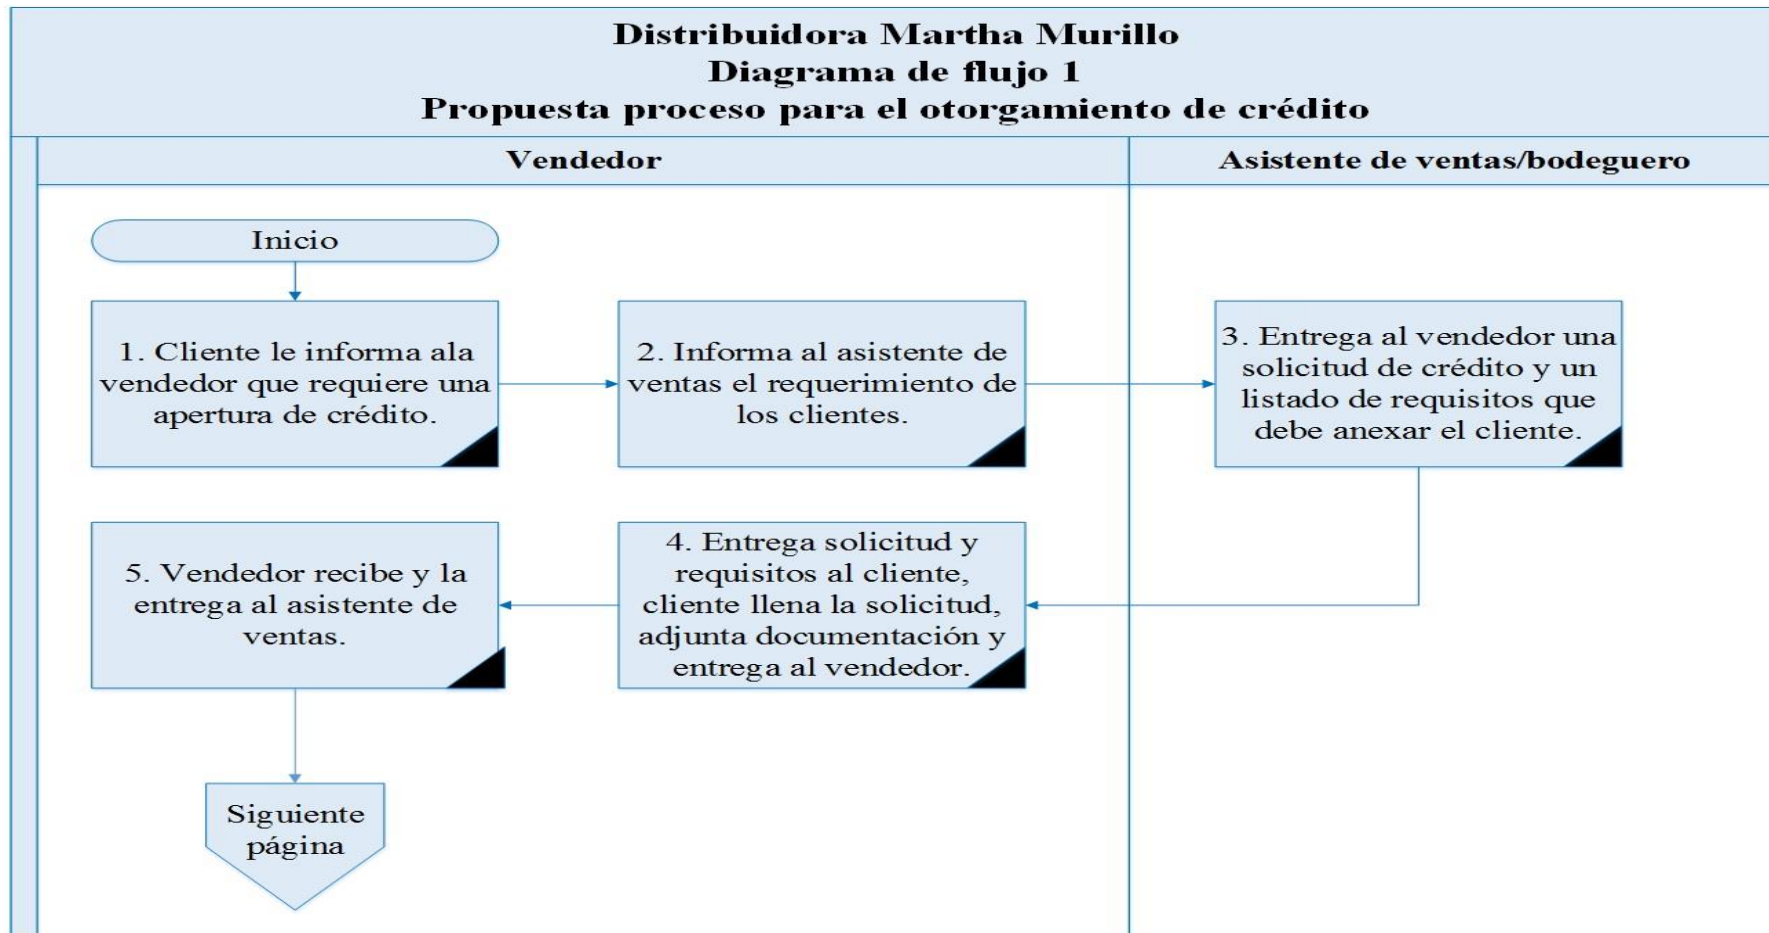 Distribuidora Martha Murillo
Diagrama de flujo 1
Propuesta proceso para el otorgamiento de crédito
Vendedor
Asistente de ventas/bodeguero
Inicio
1. Cliente le informa ala
vendedor que requiere una
apertura de crédito.
2. Informa al asistente de
ventas el requerimiento de
los clientes.
3. Entrega al vendedor una
solicitud de crédito y un
listado de requisitos que
debe anexar el cliente.
4. Entrega solicitud y
requisitos al cliente,
cliente llena la solicitud,
adjunta documentación y
entrega al vendedor.
5. Vendedor recibe y la
entrega al asistente de
ventas.
Siguiente
página